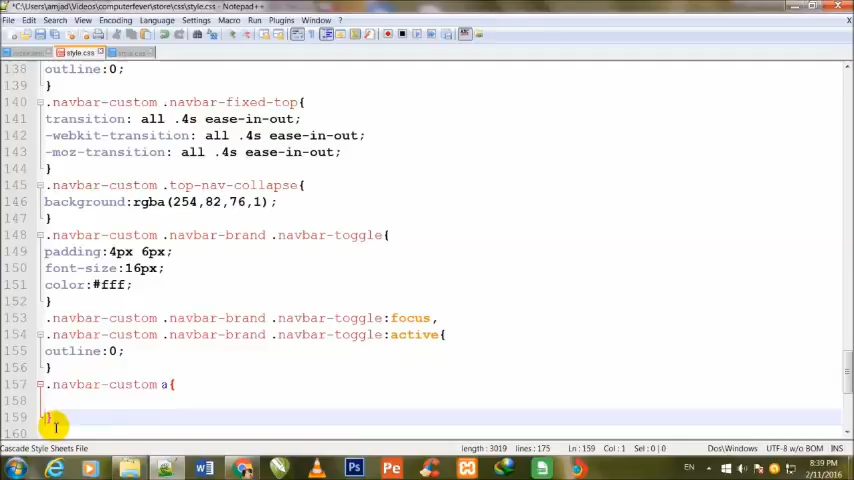 *C:\Users\amjad\Videos\computerfever\store\css\style.css - Notepad++
File Edit Search View Encoding Language Settings Macro Run Plugins Window ?
style.css
138 outline:0;
139 }
140 .navbar-custom .navbar-fixed-top{
141 transition: all .4s ease-in-out;
142 -webkit-transition: all .4s ease-in-out;
143 -moz-transition: all .4s ease-in-out;
144 }
145 .navbar-custom .top-nav-collapse{
146 background:rgba(254,82,76,1);
147 }
148 .navbar-custom .navbar-brand .navbar-toggle{
149 padding:4px 6px;
150 font-size:16px;
151 color:#fff;
152 }
153 .navbar-custom .navbar-brand .navbar-toggle:focus,
154 .navbar-custom .navbar-brand .navbar-toggle:active{
155 outline:0;
156 }
157 .navbar-custom a{
158
159 }
160
Cascade Style Sheets File length : 3019 lines : 175 Ln : 159 Col : 1 Sel : 0 | 0 Dos\Windows UTF-8 w/o BOM INS
EN 8:39 PM
2/11/2016